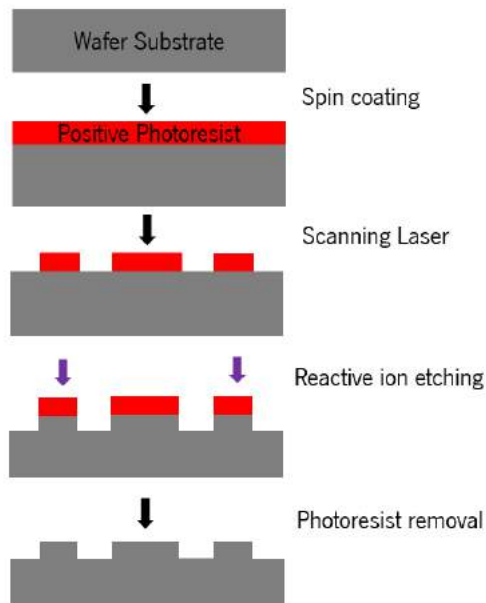 Wafer Substrate
Spin coating
Positive Photoresist
Scanning Laser
Reactive ion etching
Photoresist removal